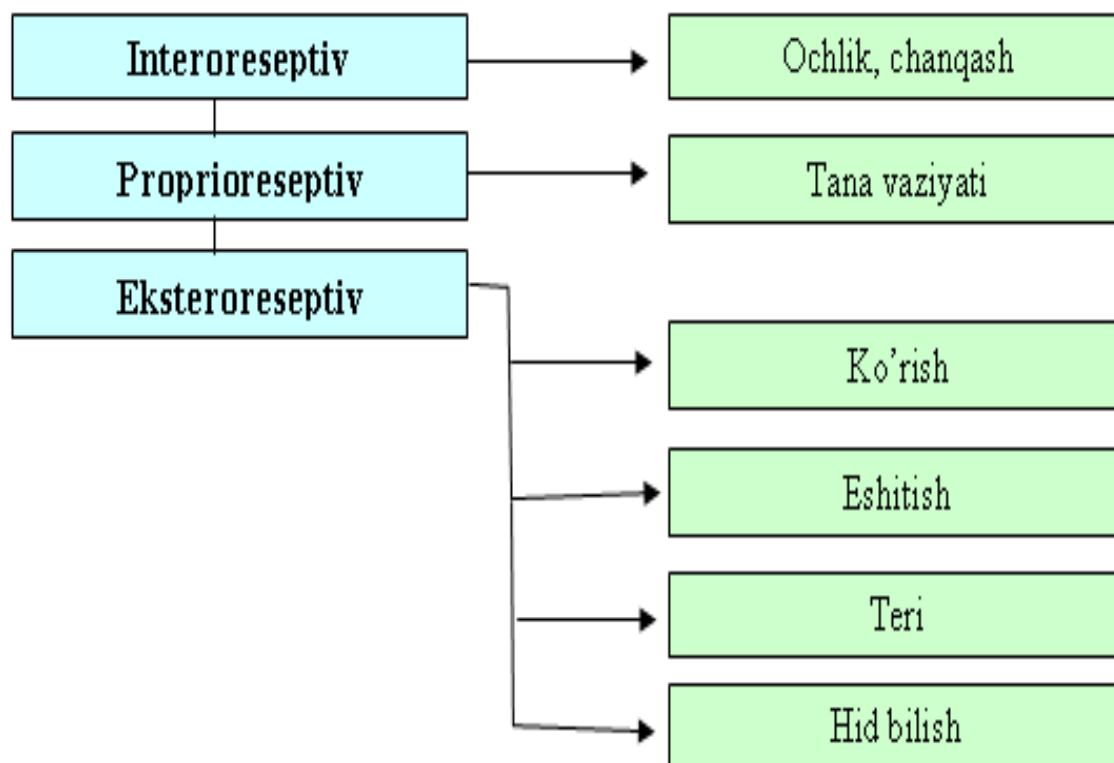 Interoreseptiv
Ochlik, chanqash
Proprioreseptiv
Tana vaziyati
Eksteroreseptiv
Ko’rish
Eshitish
Teri
Hid bilish